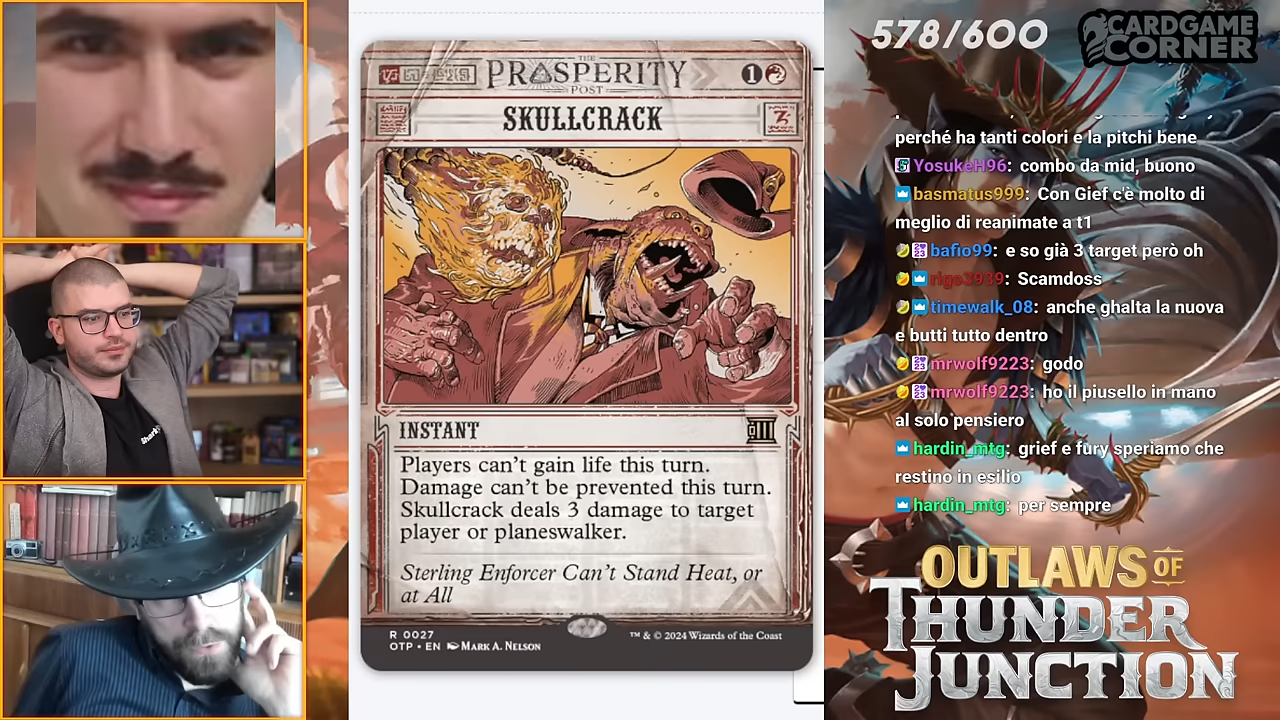 THE
PROSPERITY
POST
1
SKULLCRACK
INSTANT
Players can't gain life this turn.
Damage can't be prevented this turn.
Skullcrack deals 3 damage to target
player or planeswalker.
Sterling Enforcer Can't Stand Heat, or
at All
R 0027
OTP • EN MARK A. NELSON
™ & © 2024 Wizards of the Coast
578/600
CARDGAME
CORNER
perché ha tanti colori e la pitchi bene
YosukeH96: combo da mid, buono
basmatus999: Con Gief c'è molto di
meglio di reanimate a t1
bafio99: e so già 3 target però oh
rigo3939: Scamdoss
timewalk_08: anche ghalta la nuova
e butti tutto dentro
mrwolf9223: godo
mrwolf9223: ho il piusello in mano
al solo pensiero
hardin_mtg: grief e fury speriamo che
restino in esilio
hardin_mtg: per sempre
OUTLAWS OF
THUNDER
JUNCTION